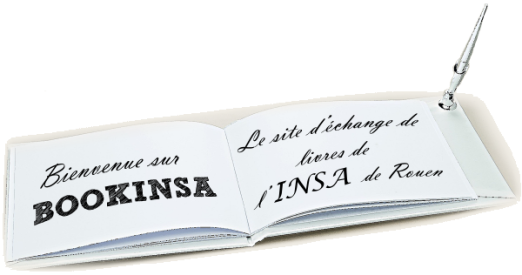 Bienvenue sur
BOOKINSA
Le site d'échange de
livres de
l'INSA de Rouen